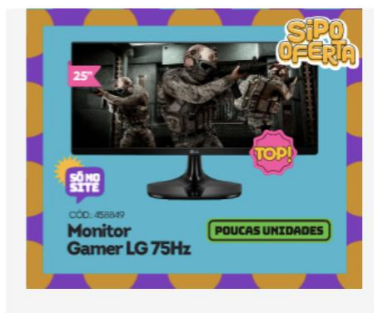 SiPO
OFERTA
25"
TOP!
SÓ NO
SITE
CÓD.: 458849
Monitor
Gamer LG 75Hz
POUCAS UNIDADES